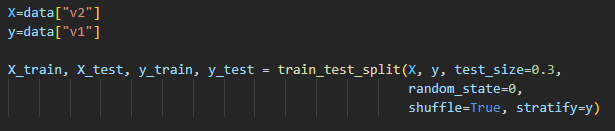 X=data["v2"]
y=data["v1"]
X_train, X_test, y_train, y_test = train_test_split(X, y, test_size=0.3,
random_state=0,
shuffle=True, stratify=y)